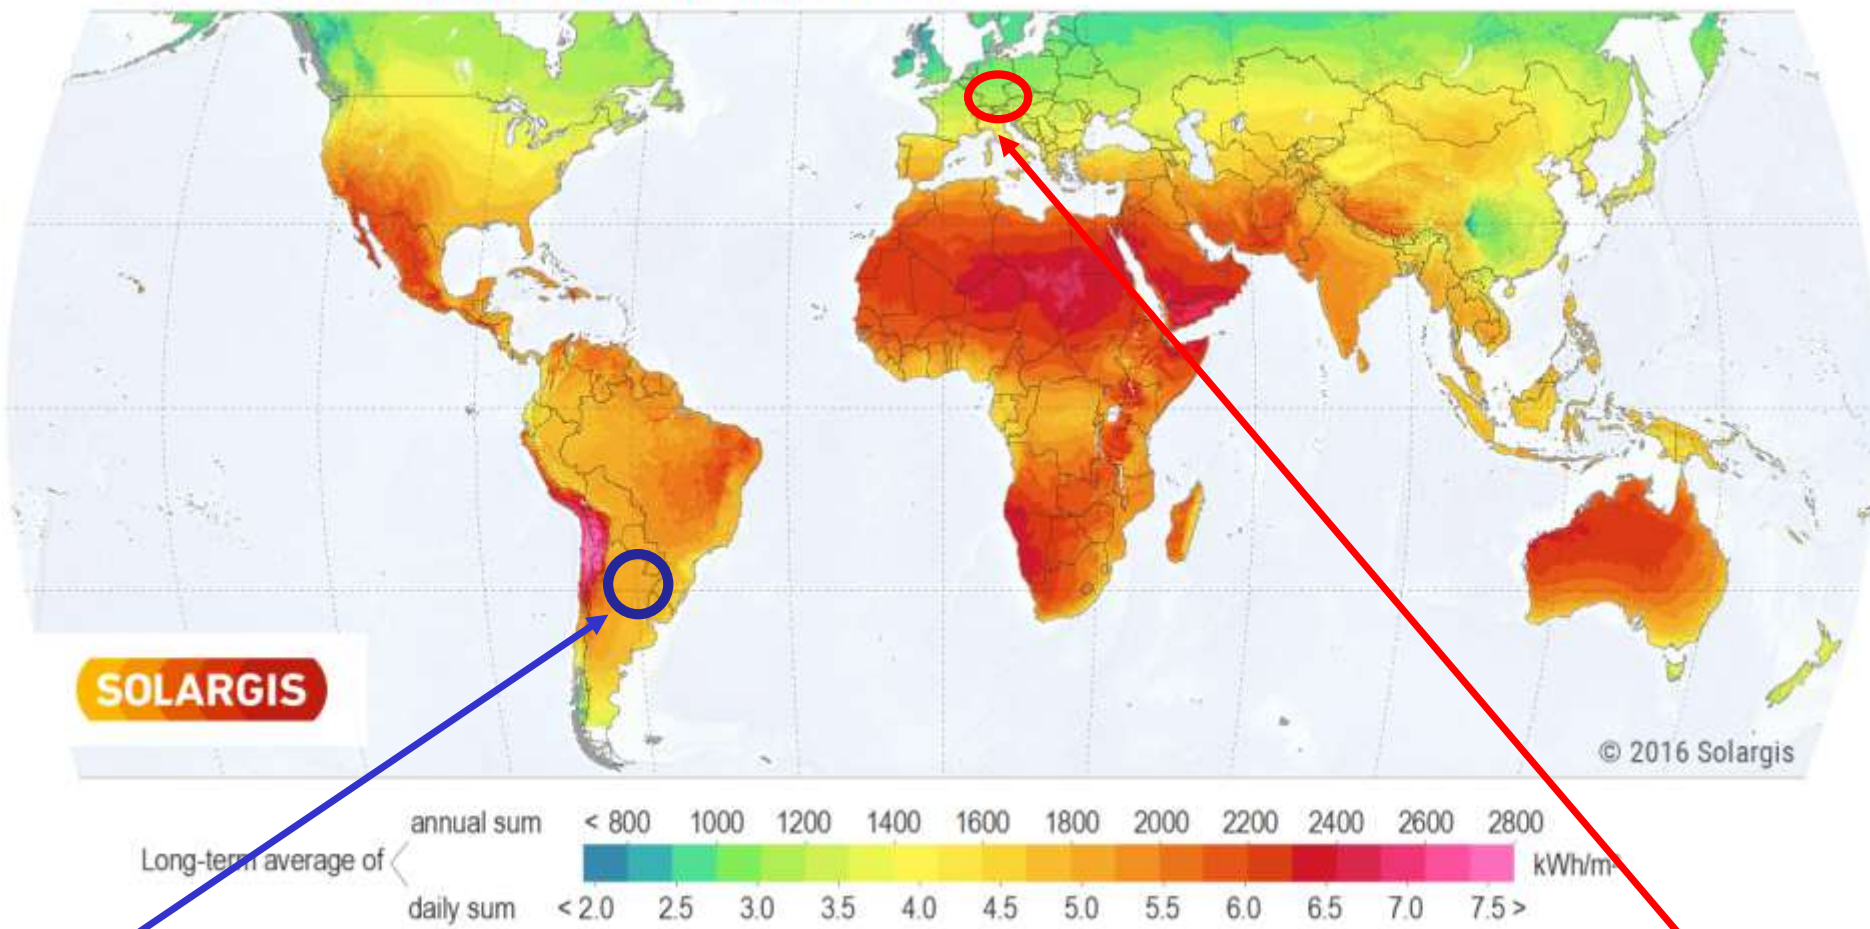 SOLARGIS
© 2016 Solargis
annual sum < 800 1000 1200 1400 1600 1800 2000 2200 2400 2600 2800
Long-term average of kWh/m²
daily sum < 2.0 2.5 3.0 3.5 4.0 4.5 5.0 5.5 6.0 6.5 7.0 7.5 >